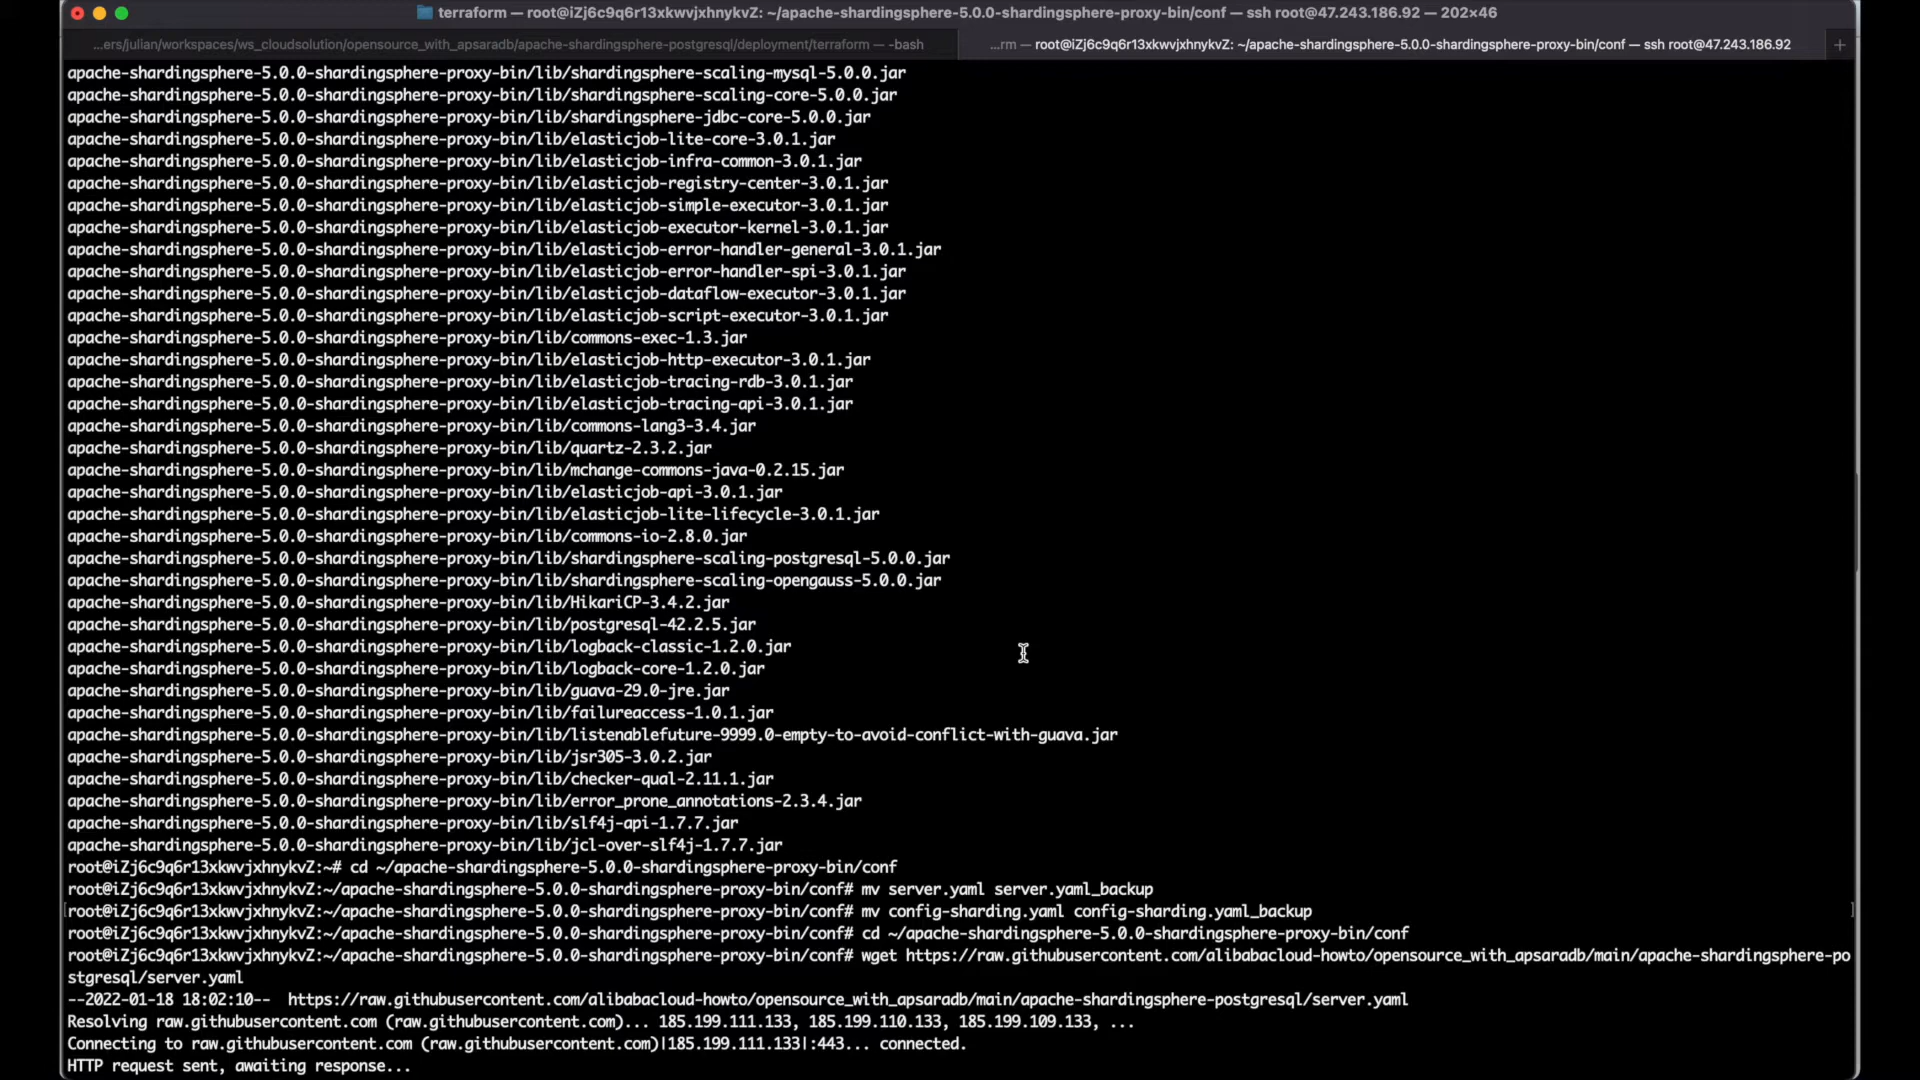 terraform — root@iZj6c9q6r13xkwvjxhnykvZ: ~/apache-shardingsphere-5.0.0-shardingsphere-proxy-bin/conf — ssh root@47.243.186.92 — 202×46
...ers/julian/workspaces/ws_cloudsolution/opensource_with_apsaradb/apache-shardingsphere-postgresql/deployment/terraform — -bash
...rm — root@iZj6c9q6r13xkwvjxhnykvZ: ~/apache-shardingsphere-5.0.0-shardingsphere-proxy-bin/conf — ssh root@47.243.186.92 +
apache-shardingsphere-5.0.0-shardingsphere-proxy-bin/lib/shardingsphere-scaling-mysql-5.0.0.jar
apache-shardingsphere-5.0.0-shardingsphere-proxy-bin/lib/shardingsphere-scaling-core-5.0.0.jar
apache-shardingsphere-5.0.0-shardingsphere-proxy-bin/lib/shardingsphere-jdbc-core-5.0.0.jar
apache-shardingsphere-5.0.0-shardingsphere-proxy-bin/lib/elasticjob-lite-core-3.0.1.jar
apache-shardingsphere-5.0.0-shardingsphere-proxy-bin/lib/elasticjob-infra-common-3.0.1.jar
apache-shardingsphere-5.0.0-shardingsphere-proxy-bin/lib/elasticjob-registry-center-3.0.1.jar
apache-shardingsphere-5.0.0-shardingsphere-proxy-bin/lib/elasticjob-simple-executor-3.0.1.jar
apache-shardingsphere-5.0.0-shardingsphere-proxy-bin/lib/elasticjob-executor-kernel-3.0.1.jar
apache-shardingsphere-5.0.0-shardingsphere-proxy-bin/lib/elasticjob-error-handler-general-3.0.1.jar
apache-shardingsphere-5.0.0-shardingsphere-proxy-bin/lib/elasticjob-error-handler-spi-3.0.1.jar
apache-shardingsphere-5.0.0-shardingsphere-proxy-bin/lib/elasticjob-dataflow-executor-3.0.1.jar
apache-shardingsphere-5.0.0-shardingsphere-proxy-bin/lib/elasticjob-script-executor-3.0.1.jar
apache-shardingsphere-5.0.0-shardingsphere-proxy-bin/lib/commons-exec-1.3.jar
apache-shardingsphere-5.0.0-shardingsphere-proxy-bin/lib/elasticjob-http-executor-3.0.1.jar
apache-shardingsphere-5.0.0-shardingsphere-proxy-bin/lib/elasticjob-tracing-rdb-3.0.1.jar
apache-shardingsphere-5.0.0-shardingsphere-proxy-bin/lib/elasticjob-tracing-api-3.0.1.jar
apache-shardingsphere-5.0.0-shardingsphere-proxy-bin/lib/commons-lang3-3.4.jar
apache-shardingsphere-5.0.0-shardingsphere-proxy-bin/lib/quartz-2.3.2.jar
apache-shardingsphere-5.0.0-shardingsphere-proxy-bin/lib/mchange-commons-java-0.2.15.jar
apache-shardingsphere-5.0.0-shardingsphere-proxy-bin/lib/elasticjob-api-3.0.1.jar
apache-shardingsphere-5.0.0-shardingsphere-proxy-bin/lib/elasticjob-lite-lifecycle-3.0.1.jar
apache-shardingsphere-5.0.0-shardingsphere-proxy-bin/lib/commons-io-2.8.0.jar
apache-shardingsphere-5.0.0-shardingsphere-proxy-bin/lib/shardingsphere-scaling-postgresql-5.0.0.jar
apache-shardingsphere-5.0.0-shardingsphere-proxy-bin/lib/shardingsphere-scaling-opengauss-5.0.0.jar
apache-shardingsphere-5.0.0-shardingsphere-proxy-bin/lib/HikariCP-3.4.2.jar
apache-shardingsphere-5.0.0-shardingsphere-proxy-bin/lib/postgresql-42.2.5.jar
apache-shardingsphere-5.0.0-shardingsphere-proxy-bin/lib/logback-classic-1.2.0.jar
apache-shardingsphere-5.0.0-shardingsphere-proxy-bin/lib/logback-core-1.2.0.jar
apache-shardingsphere-5.0.0-shardingsphere-proxy-bin/lib/guava-29.0-jre.jar
apache-shardingsphere-5.0.0-shardingsphere-proxy-bin/lib/failureaccess-1.0.1.jar
apache-shardingsphere-5.0.0-shardingsphere-proxy-bin/lib/listenablefuture-9999.0-empty-to-avoid-conflict-with-guava.jar
apache-shardingsphere-5.0.0-shardingsphere-proxy-bin/lib/jsr305-3.0.2.jar
apache-shardingsphere-5.0.0-shardingsphere-proxy-bin/lib/checker-qual-2.11.1.jar
apache-shardingsphere-5.0.0-shardingsphere-proxy-bin/lib/error_prone_annotations-2.3.4.jar
apache-shardingsphere-5.0.0-shardingsphere-proxy-bin/lib/slf4j-api-1.7.7.jar
apache-shardingsphere-5.0.0-shardingsphere-proxy-bin/lib/jcl-over-slf4j-1.7.7.jar
root@iZj6c9q6r13xkwvjxhnykvZ:~# cd ~/apache-shardingsphere-5.0.0-shardingsphere-proxy-bin/conf
root@iZj6c9q6r13xkwvjxhnykvZ:~/apache-shardingsphere-5.0.0-shardingsphere-proxy-bin/conf# mv server.yaml server.yaml_backup
[root@iZj6c9q6r13xkwvjxhnykvZ:~/apache-shardingsphere-5.0.0-shardingsphere-proxy-bin/conf# mv config-sharding.yaml config-sharding.yaml_backup ]
root@iZj6c9q6r13xkwvjxhnykvZ:~/apache-shardingsphere-5.0.0-shardingsphere-proxy-bin/conf# cd ~/apache-shardingsphere-5.0.0-shardingsphere-proxy-bin/conf
root@iZj6c9q6r13xkwvjxhnykvZ:~/apache-shardingsphere-5.0.0-shardingsphere-proxy-bin/conf# wget https://raw.githubusercontent.com/alibabacloud-howto/opensource_with_apsaradb/main/apache-shardingsphere-po
stgresql/server.yaml
--2022-01-18 18:02:10--  https://raw.githubusercontent.com/alibabacloud-howto/opensource_with_apsaradb/main/apache-shardingsphere-postgresql/server.yaml
Resolving raw.githubusercontent.com (raw.githubusercontent.com)... 185.199.111.133, 185.199.110.133, 185.199.109.133, ...
Connecting to raw.githubusercontent.com (raw.githubusercontent.com)|185.199.111.133|:443... connected.
HTTP request sent, awaiting response...